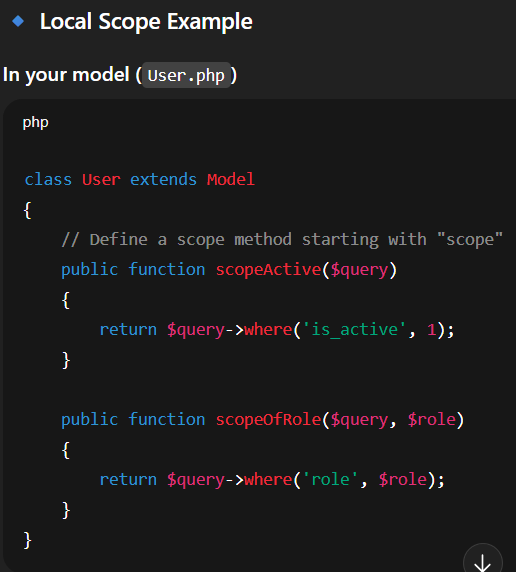 Local Scope Example
In your model (User.php)
php
class User extends Model
{
    // Define a scope method starting with "scope"
    public function scopeActive($query)
    {
        return $query->where('is_active', 1);
    }

    public function scopeOfRole($query, $role)
    {
        return $query->where('role', $role);
    }
}